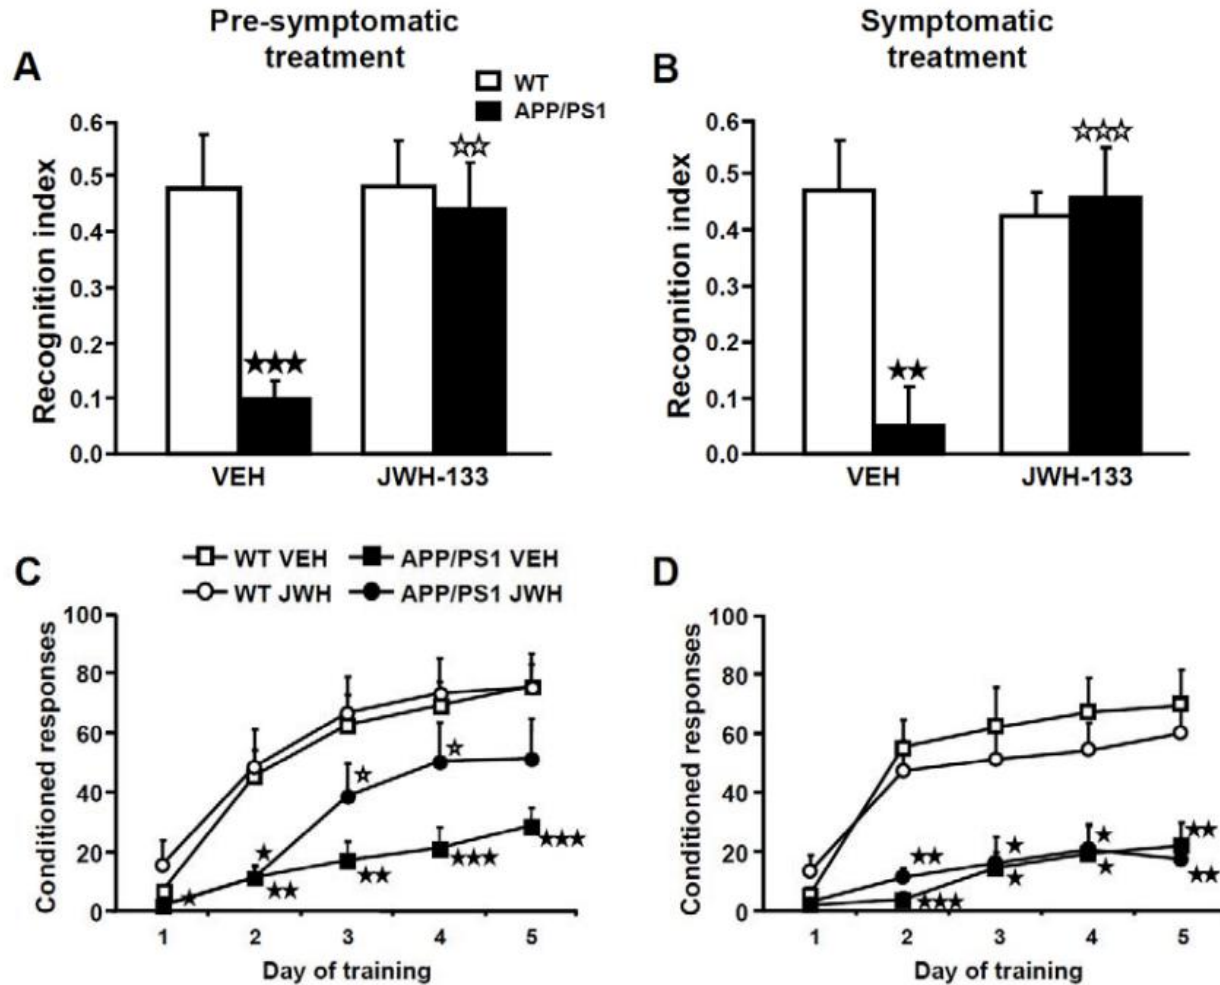 Pre-symptomatic
treatment
Symptomatic
treatment
A
WT
APP/PS1
Recognition index
0.6
0.5
0.4
0.3
0.2
0.1
0.0
☆☆
★★★
VEH
JWH-133
B
Recognition index
0.6
0.5
0.4
0.3
0.2
0.1
0.0
☆☆☆
★★
VEH
JWH-133
C
WT VEH
APP/PS1 VEH
WT JWH
APP/PS1 JWH
Conditioned responses
100
80
60
40
20
0
☆
☆
★
★
★★
★★
★★★
★★★
1 2 3 4 5
Day of training
D
Conditioned responses
100
80
60
40
20
0
★★
★
★
★★
★★★
★
★
★★
1 2 3 4 5
Day of training